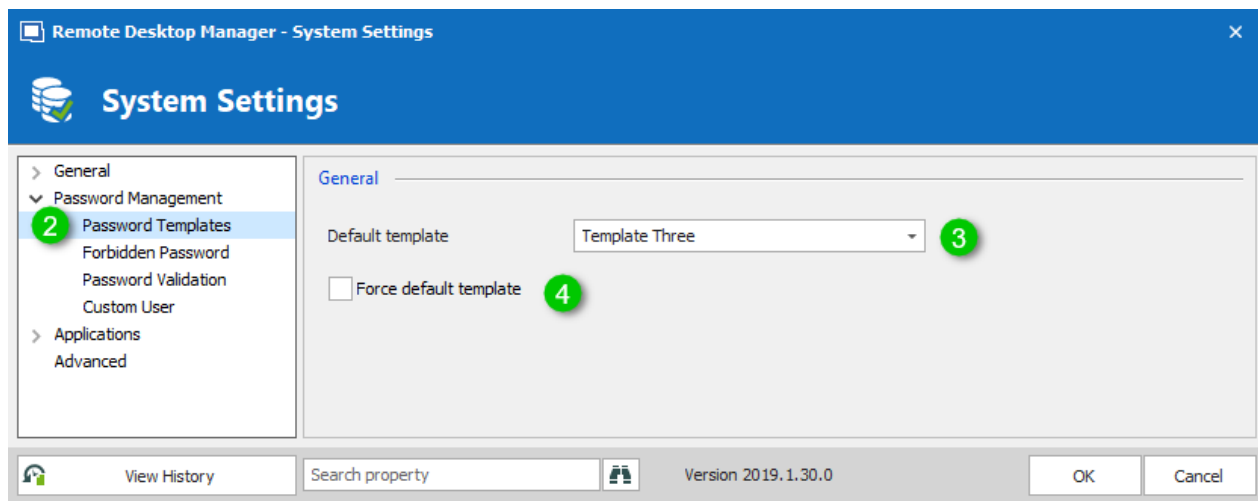 Remote Desktop Manager - System Settings
System Settings
General
Password Management
2
Password Templates
Forbidden Password
Password Validation
Custom User
Applications
Advanced
General
Default template
Template Three
3
Force default template
4
View History
Search property
Version 2019.1.30.0
OK
Cancel